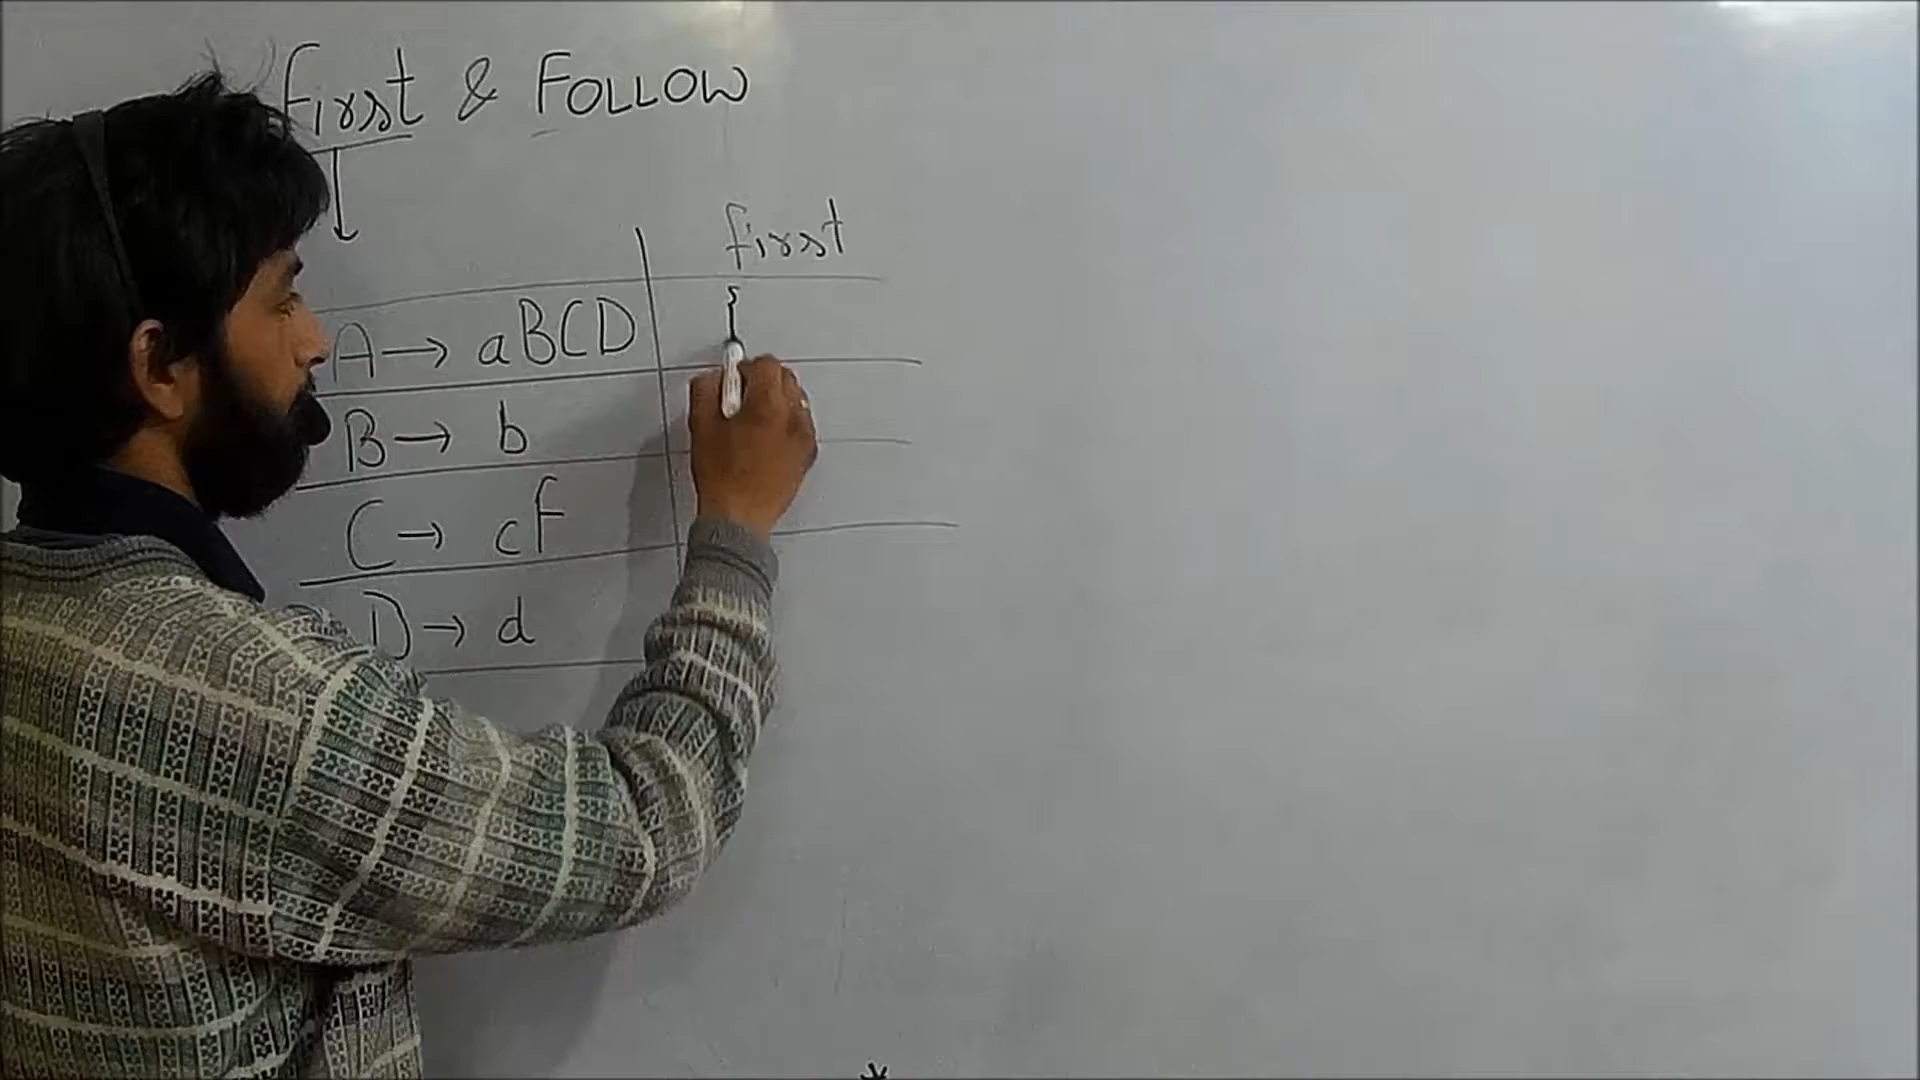 First & FOLLOW
first
A → aBCD {
B → b
C → cF
D → d